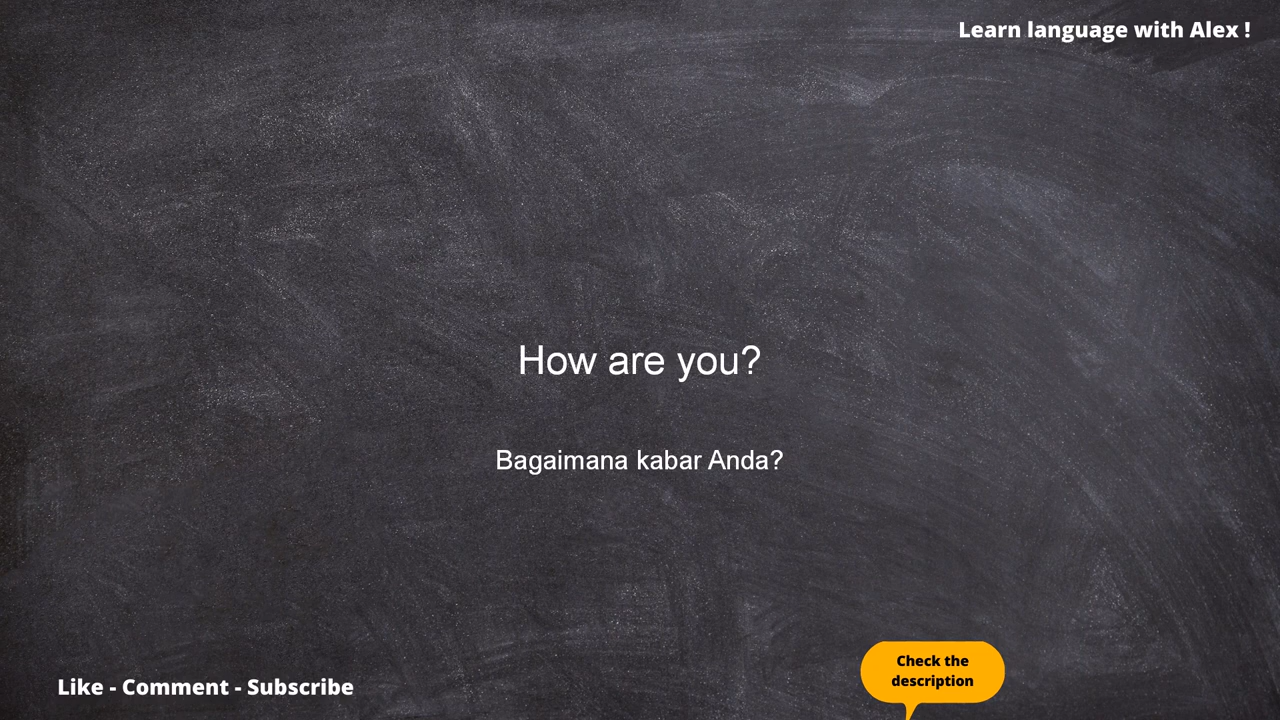 Learn language with Alex !
How are you?
Bagaimana kabar Anda?
Check the
description
Like - Comment - Subscribe